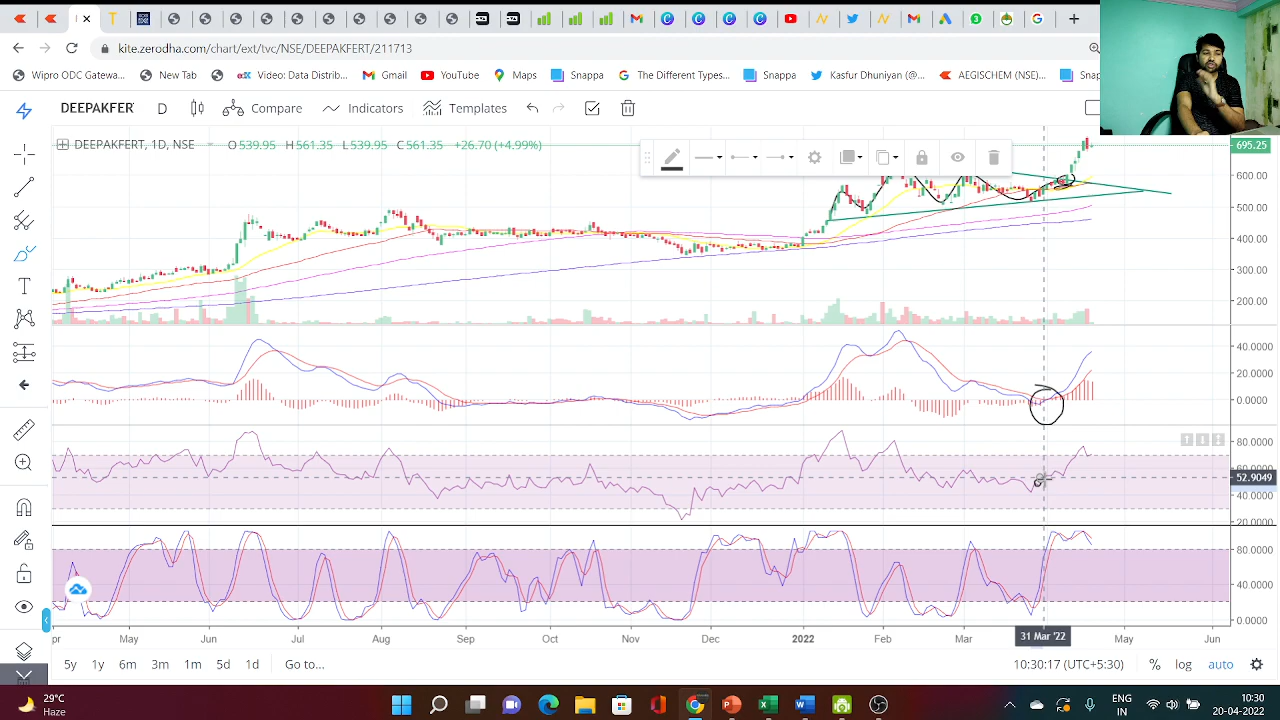 kite.zerodha.com/chart/ext/tvc/NSE/DEEPAKFERT/211713
Wipro ODC Gatewa... New Tab Video: Data Distrib... Gmail YouTube Maps Snappa The Different Types... Snappa Kasfur Dhuniyan (@... AEGISCHEM (NSE)...
DEEPAKFER D Compare Indicators Templates
DEEPAKFERT, 1D, NSE O 539.95 H 561.35 L 539.95 C 561.35 +26.70 (+4.99%)
695.25
600.00
500.00
400.00
300.00
200.00
40.0000
20.0000
0.0000
80.0000
52.9049
40.0000
20.0000
80.0000
40.0000
0.0000
May Jun Jul Aug Sep Oct Nov Dec 2022 Feb Mar 31 Mar '22 May Jun
5y 1y 6m 3m 1m 5d 1d Go to... 10:30:17 (UTC+5:30) % log auto
29°C
Haze
ENG
IN
10:30
20-04-2022